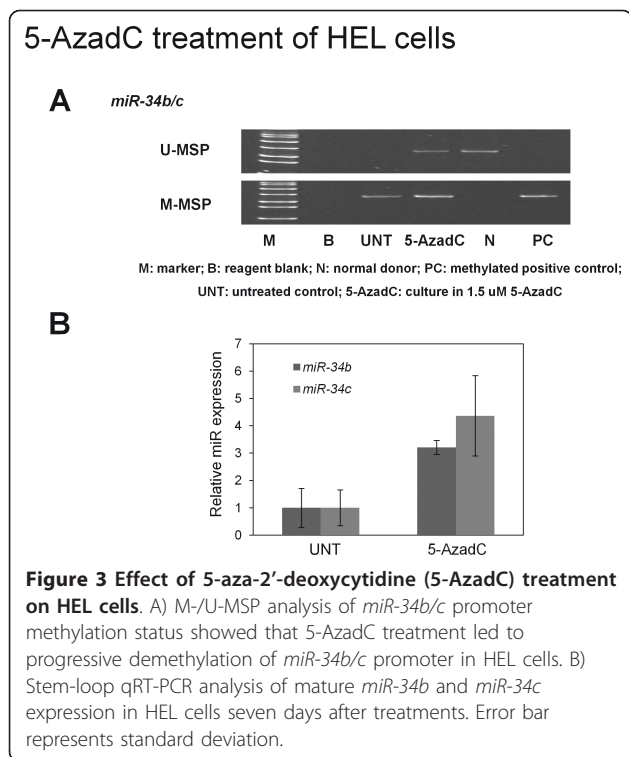 5-AzadC treatment of HEL cells
A miR-34b/c
U-MSP
M-MSP
M B UNT 5-AzadC N PC
M: marker; B: reagent blank; N: normal donor; PC: methylated positive control;
UNT: untreated control; 5-AzadC: culture in 1.5 uM 5-AzadC
B
7
6
5
4
3
2
1
0
Relative miR expression
miR-34b
miR-34c
UNT 5-AzadC
Figure 3 Effect of 5-aza-2’-deoxycytidine (5-AzadC) treatment
on HEL cells. A) M-/U-MSP analysis of miR-34b/c promoter
methylation status showed that 5-AzadC treatment led to
progressive demethylation of miR-34b/c promoter in HEL cells. B)
Stem-loop qRT-PCR analysis of mature miR-34b and miR-34c
expression in HEL cells seven days after treatments. Error bar
represents standard deviation.